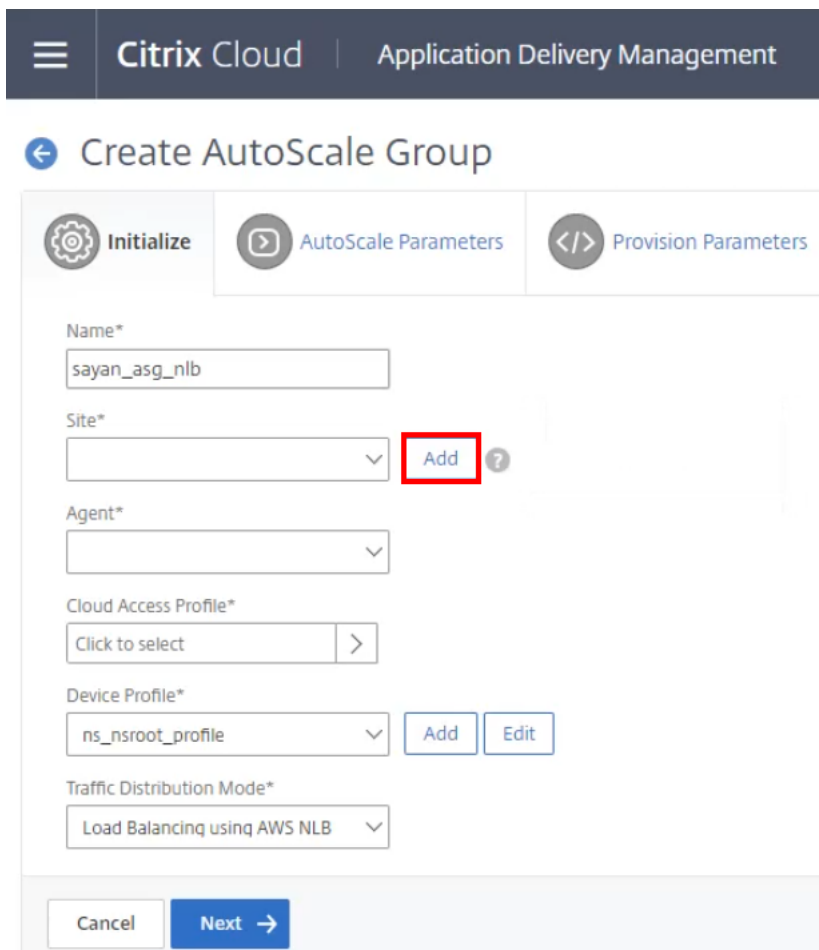 Citrix Cloud | Application Delivery Management
Create AutoScale Group
Initialize AutoScale Parameters Provision Parameters
Name*
sayan_asg_nlb
Site*
Add ?
Agent*
Cloud Access Profile*
Click to select
Device Profile*
ns_nsroot_profile Add Edit
Traffic Distribution Mode*
Load Balancing using AWS NLB
Cancel Next →